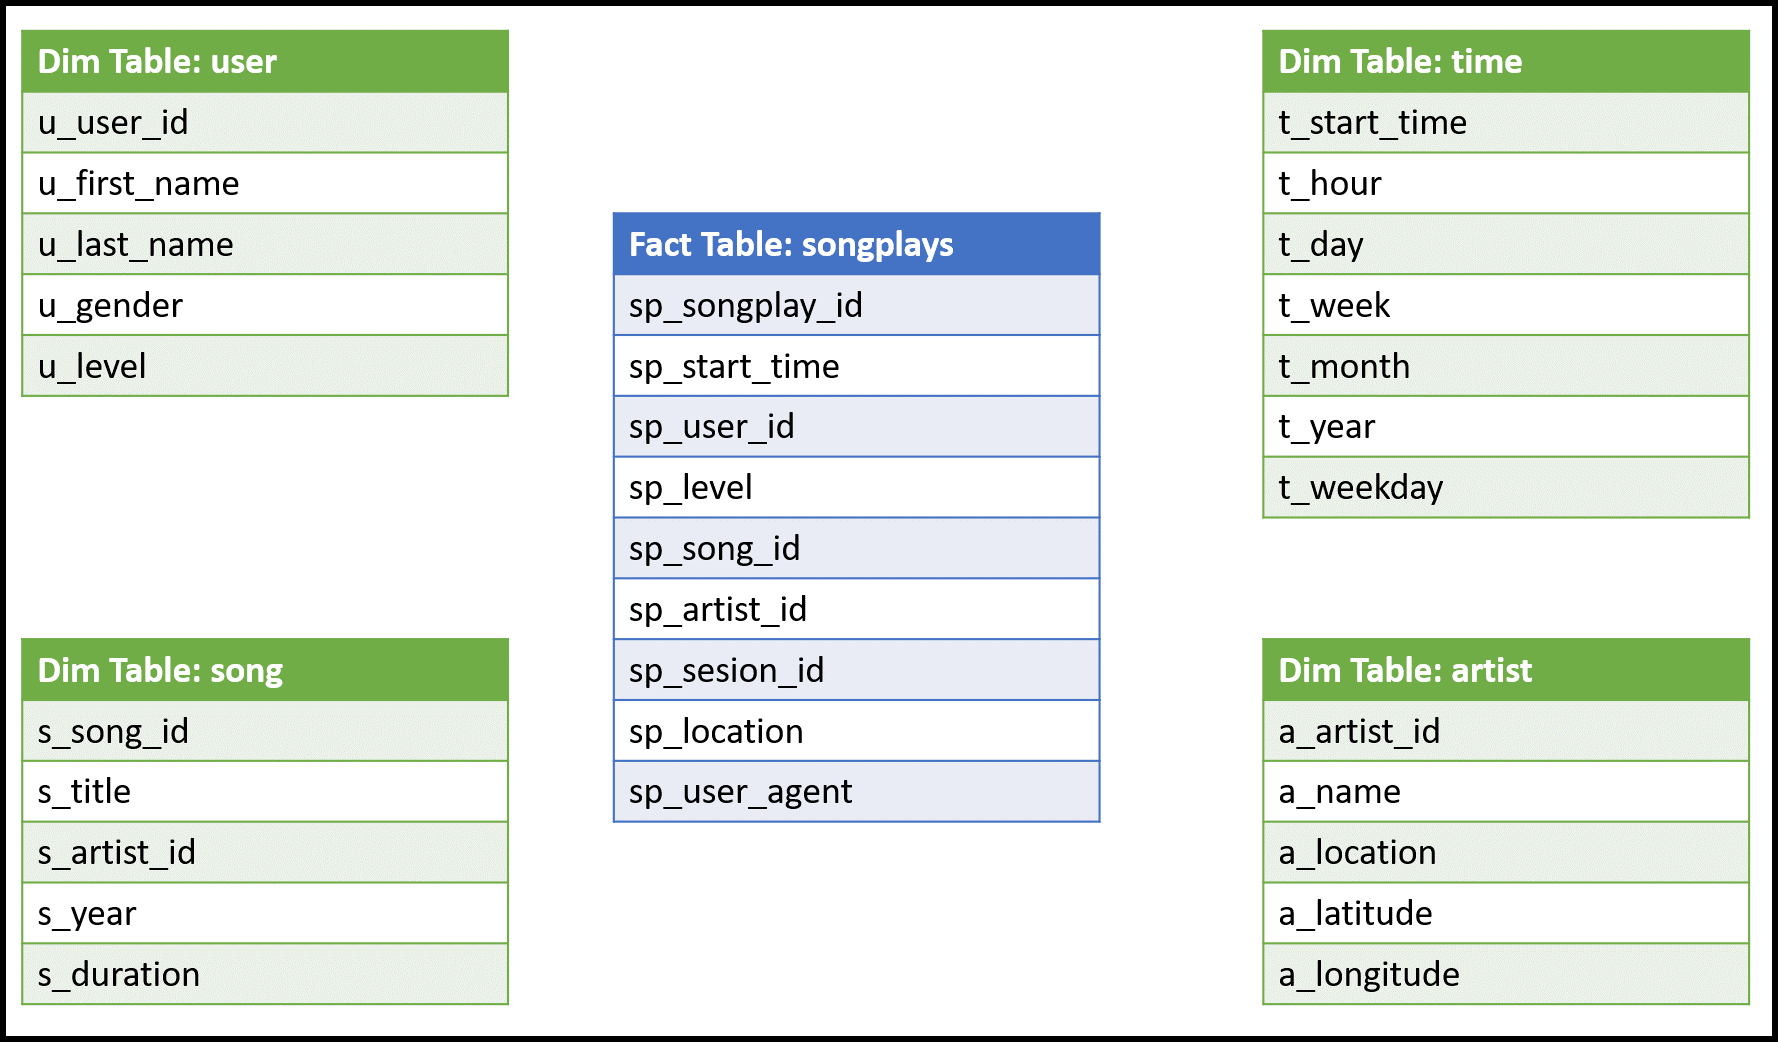 Dim Table: user
u_user_id
u_first_name
u_last_name
u_gender
u_level
Dim Table: song
s_song_id
s_title
s_artist_id
s_year
s_duration
Fact Table: songplays
sp_songplay_id
sp_start_time
sp_user_id
sp_level
sp_song_id
sp_artist_id
sp_sesion_id
sp_location
sp_user_agent
Dim Table: time
t_start_time
t_hour
t_day
t_week
t_month
t_year
t_weekday
Dim Table: artist
a_artist_id
a_name
a_location
a_latitude
a_longitude